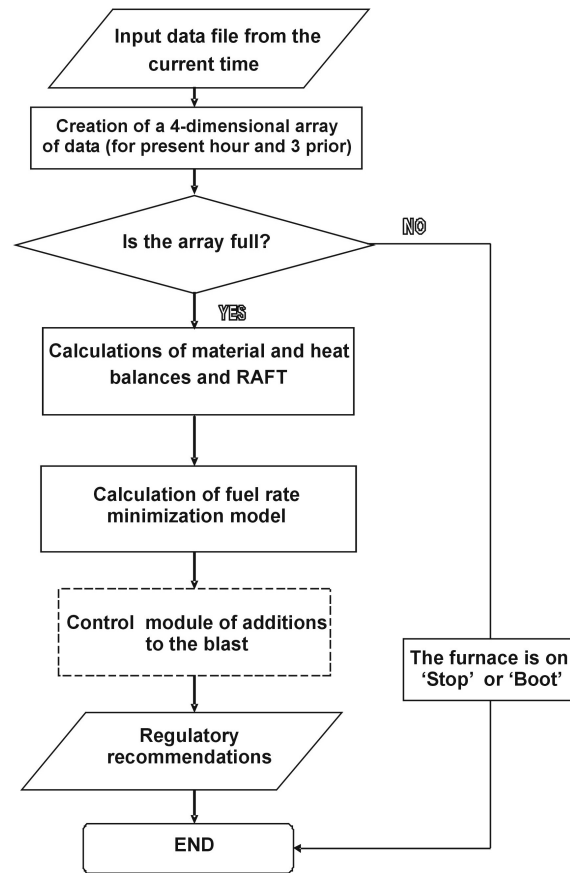 Input data file from the
current time
Creation of a 4-dimensional array
of data (for present hour and 3 prior)
Is the array full?
NO
YES
Calculations of material and heat
balances and RAFT
Calculation of fuel rate
minimization model
Control module of additions
to the blast
The furnace is on
‘Stop’ or ‘Boot’
Regulatory
recommendations
END